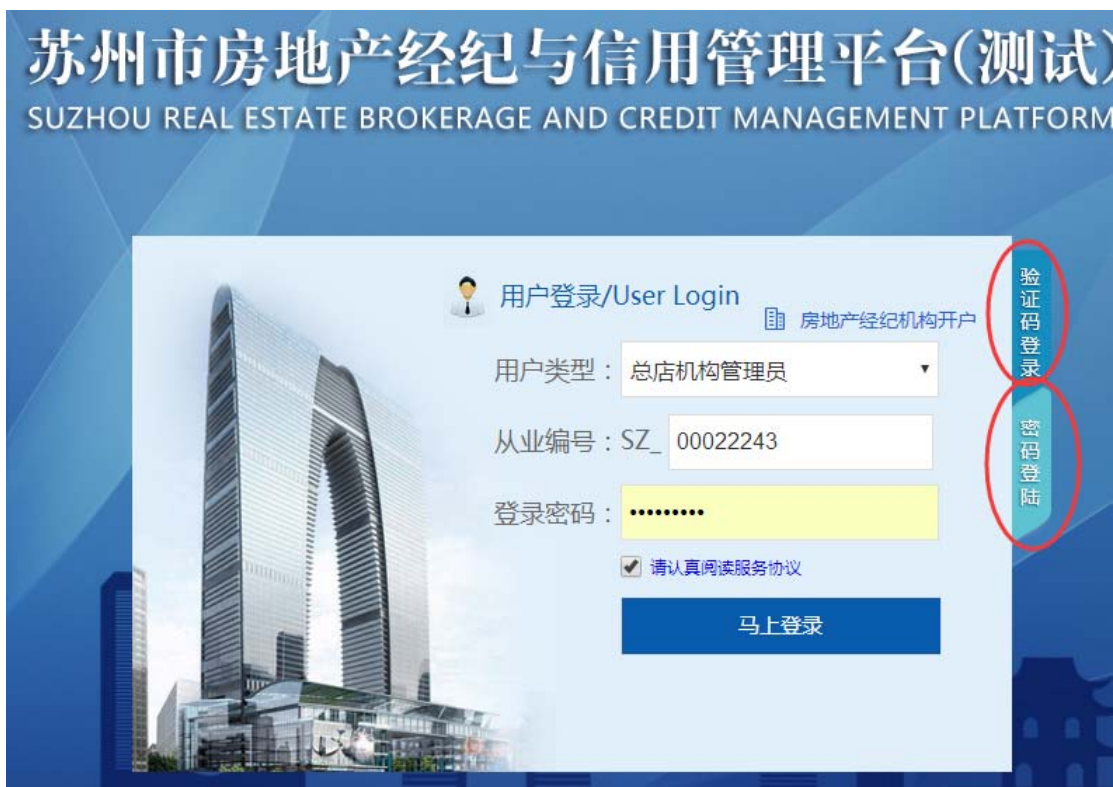 苏州市房地产经纪与信用管理平台(测试)
SUZHOU REAL ESTATE BROKERAGE AND CREDIT MANAGEMENT PLATFORM
用户登录/User Login
房地产经纪机构开户
用户类型：总店机构管理员
从业编号：SZ_ 00022243
登录密码：•••••••••
请认真阅读服务协议
马上登录
验证码登录
密码登陆